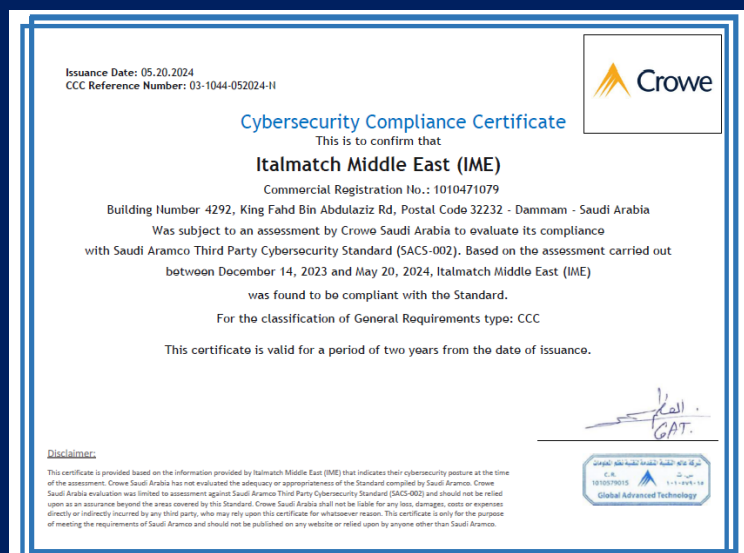 Issuance Date: 05.20.2024
CCC Reference Number: 03-1044-052024-N
Crowe
Cybersecurity Compliance Certificate
This is to confirm that
Italmatch Middle East (IME)
Commercial Registration No.: 1010471079
Building Number 4292, King Fahd Bin Abdulaziz Rd, Postal Code 32232 - Dammam - Saudi Arabia
Was subject to an assessment by Crowe Saudi Arabia to evaluate its compliance
with Saudi Aramco Third Party Cybersecurity Standard (SACS-002). Based on the assessment carried out
between December 14, 2023 and May 20, 2024, Italmatch Middle East (IME)
was found to be compliant with the Standard.
For the classification of General Requirements type: CCC
This certificate is valid for a period of two years from the date of issuance.
GAT.
Disclaimer:
This certificate is provided based on the information provided by Italmatch Middle East (IME) that indicates their cybersecurity posture at the time
of the assessment. Crowe Saudi Arabia has not evaluated the adequacy or appropriateness of the Standard compiled by Saudi Aramco. Crowe
Saudi Arabia evaluation was limited to assessment against Saudi Aramco Third Party Cybersecurity Standard (SACS-002) and should not be relied
upon as an assurance beyond the areas covered by this Standard. Crowe Saudi Arabia shall not be liable for any loss, damages, costs or expenses
directly or indirectly incurred by any third party, who may rely upon this certificate for whatsoever reason. This certificate is only for the purpose
of meeting the requirements of Saudi Aramco and should not be published on any website or relied upon by anyone other than Saudi Aramco.
C.R.
1010579015
Global Advanced Technology